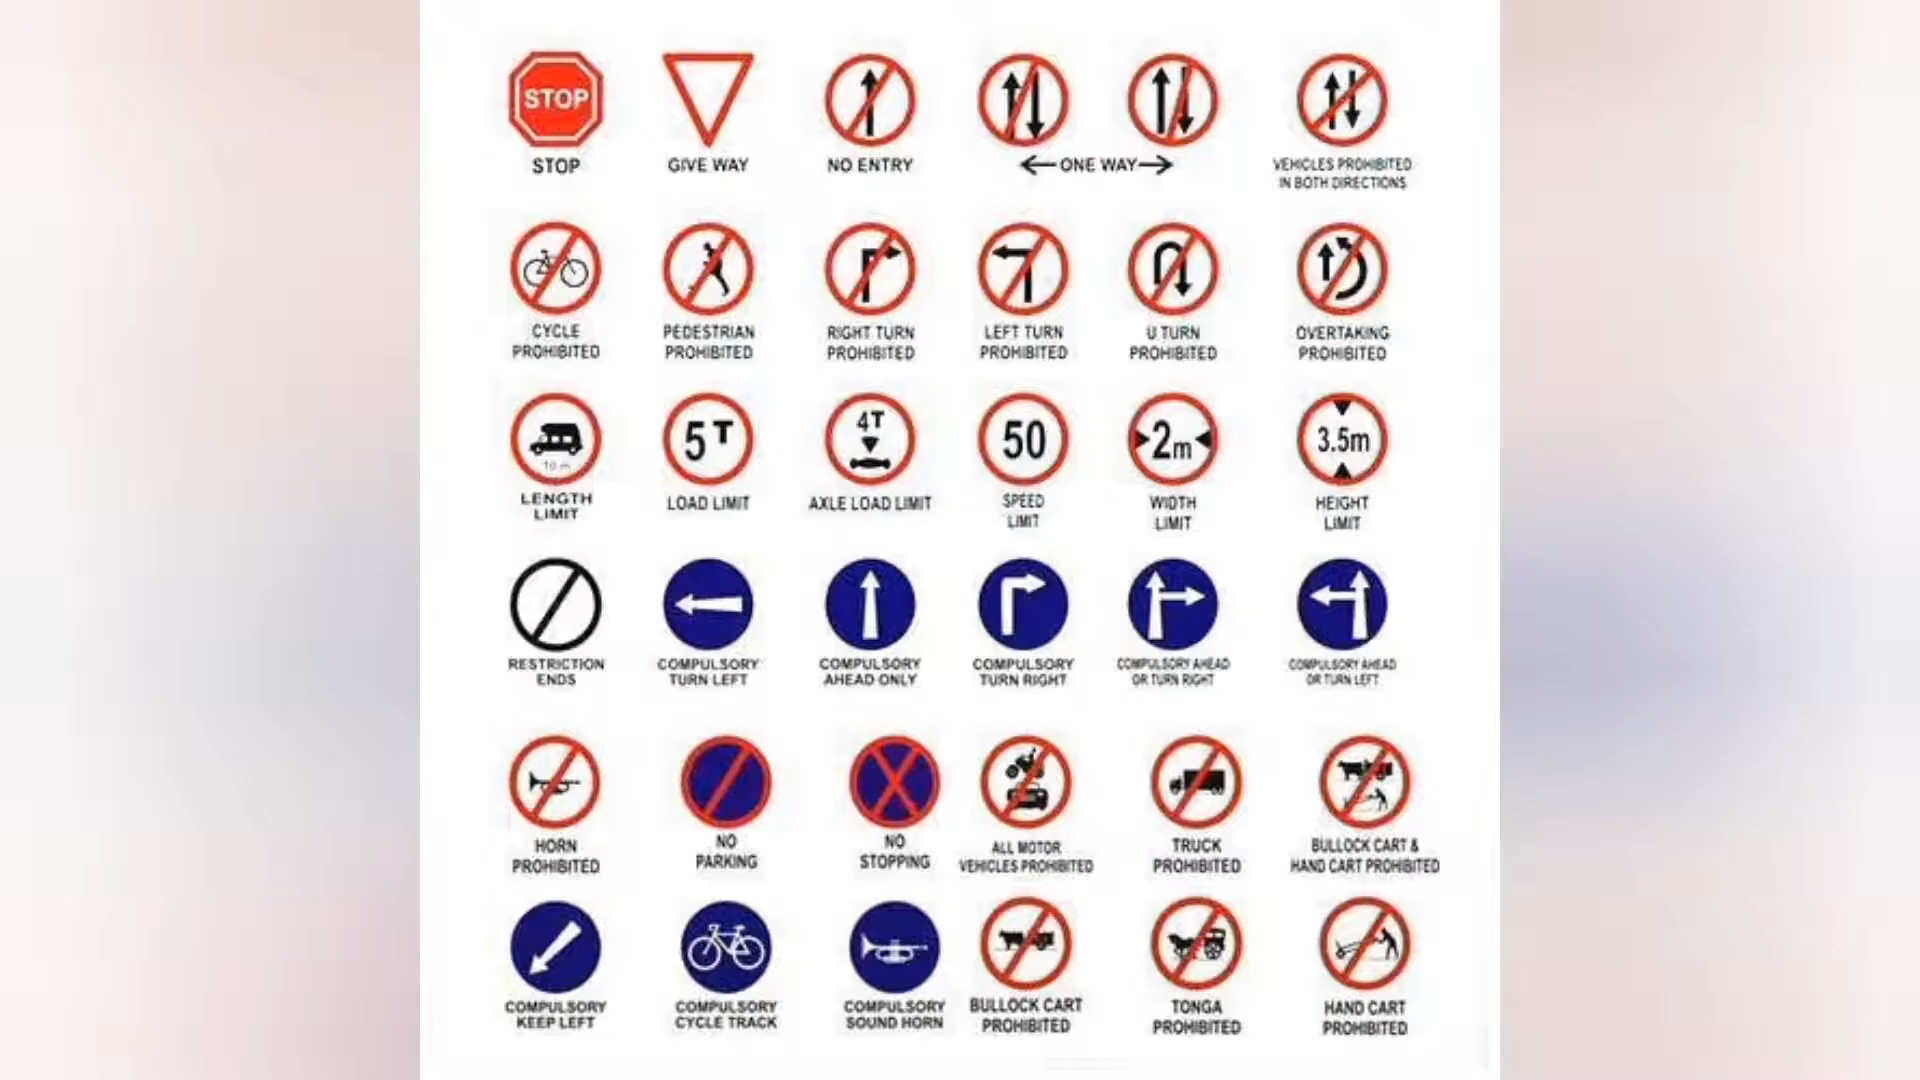 STOP
STOP
GIVE WAY
NO ENTRY
ONE WAY
VEHICLES PROHIBITED
IN BOTH DIRECTIONS
CYCLE
PROHIBITED
PEDESTRIAN
PROHIBITED
RIGHT TURN
PROHIBITED
LEFT TURN
PROHIBITED
U TURN
PROHIBITED
OVERTAKING
PROHIBITED
10 m
LENGTH
LIMIT
5 T
LOAD LIMIT
4T
AXLE LOAD LIMIT
50
SPEED
LIMIT
2m
WIDTH
LIMIT
3.5m
HEIGHT
LIMIT
RESTRICTION
ENDS
COMPULSORY
TURN LEFT
COMPULSORY
AHEAD ONLY
COMPULSORY
TURN RIGHT
COMPULSORY AHEAD
OR TURN RIGHT
COMPULSORY AHEAD
OR TURN LEFT
HORN
PROHIBITED
NO
PARKING
NO
STOPPING
ALL MOTOR
VEHICLES PROHIBITED
TRUCK
PROHIBITED
BULLOCK CART &
HAND CART PROHIBITED
COMPULSORY
KEEP LEFT
COMPULSORY
CYCLE TRACK
COMPULSORY
SOUND HORN
BULLOCK CART
PROHIBITED
TONGA
PROHIBITED
HAND CART
PROHIBITED